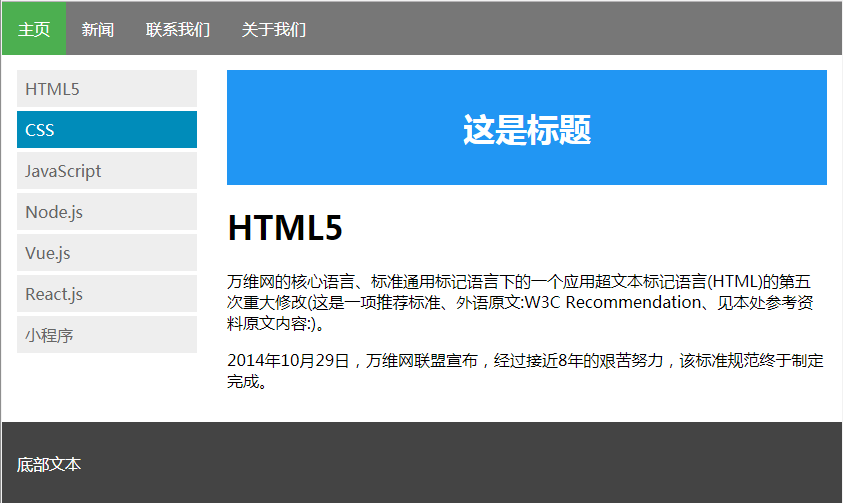 主页 新闻 联系我们 关于我们
HTML5
CSS
JavaScript
Node.js
Vue.js
React.js
小程序
这是标题
HTML5
万维网的核心语言、标准通用标记语言下的一个应用超文本标记语言(HTML)的第五
次重大修改(这是一项推荐标准、外语原文:W3C Recommendation、见本处参考资
料原文内容:)。
2014年10月29日，万维网联盟宣布，经过接近8年的艰苦努力，该标准规范终于制定
完成。
底部文本